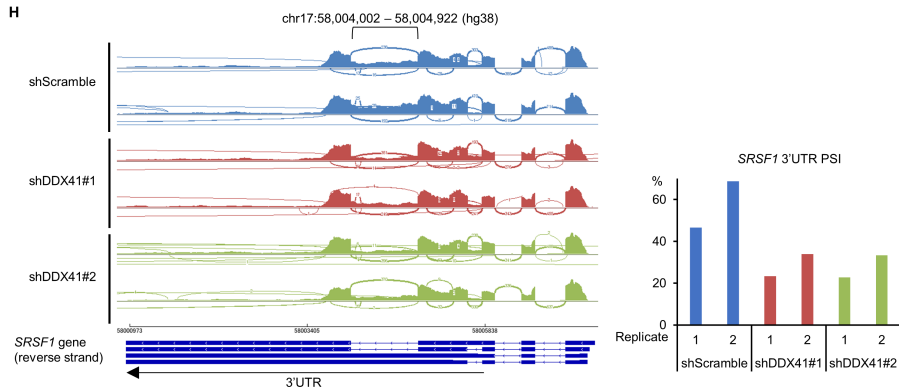 H
chr17:58,004,002 – 58,004,922 (hg38)
shScramble
shDDX41#1
shDDX41#2
58000973 58003405 58005838
SRSF1 gene
(reverse strand)
3'UTR
SRSF1 3'UTR PSI
%
60
40
20
0
Replicate 1 2 1 2 1 2
shScramble shDDX41#1 shDDX41#2